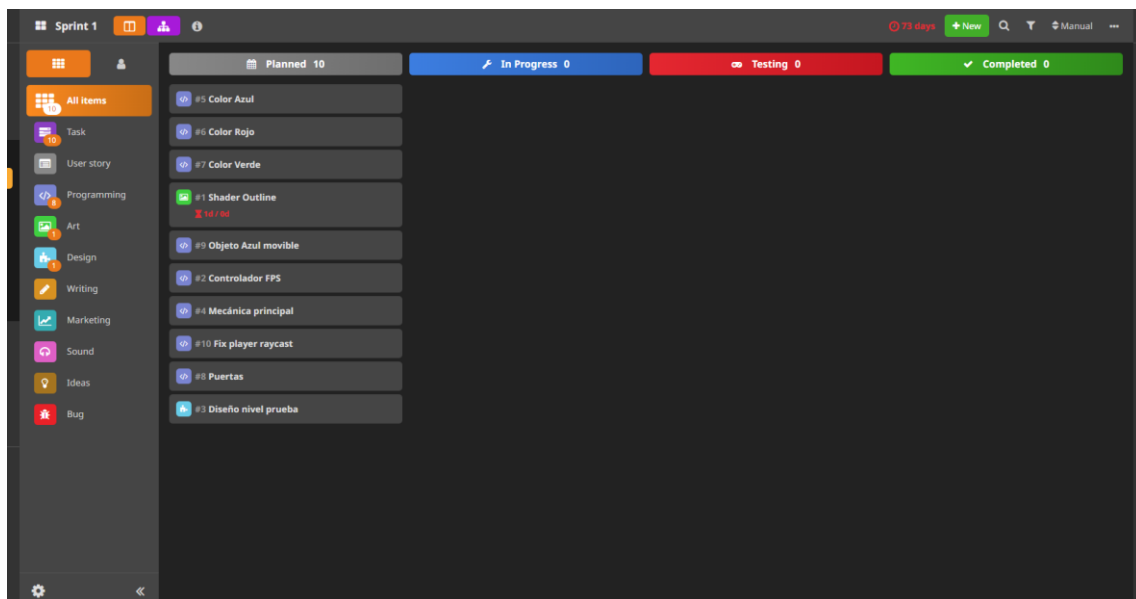 Sprint 1
73 days
+New
Manual
Planned 10
In Progress 0
Testing 0
Completed 0
All items
10
Task
10
User story
Programming
8
Art
1
Design
1
Writing
Marketing
Sound
Ideas
Bug
#5 Color Azul
#6 Color Rojo
#7 Color Verde
#1 Shader Outline
1d / 0d
#9 Objeto Azul movible
#2 Controlador FPS
#4 Mecánica principal
#10 Fix player raycast
#8 Puertas
#3 Diseño nivel prueba